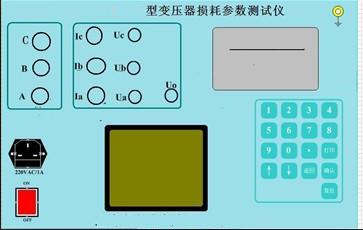 型变压器损耗参数测试仪
C
B
A
Ic
Uc
Ib
Ub
Ia
Ua
Uo
1 2 3 4
5 6 7 8
9 0 • 打印
↑ ↓ 返回 确认
复位
220VAC/1A
ON
OFF